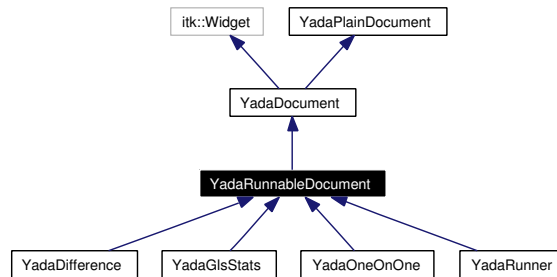 itk::Widget
YadaPlainDocument
YadaDocument
YadaRunnableDocument
YadaDifference
YadaGlsStats
YadaOneOnOne
YadaRunner